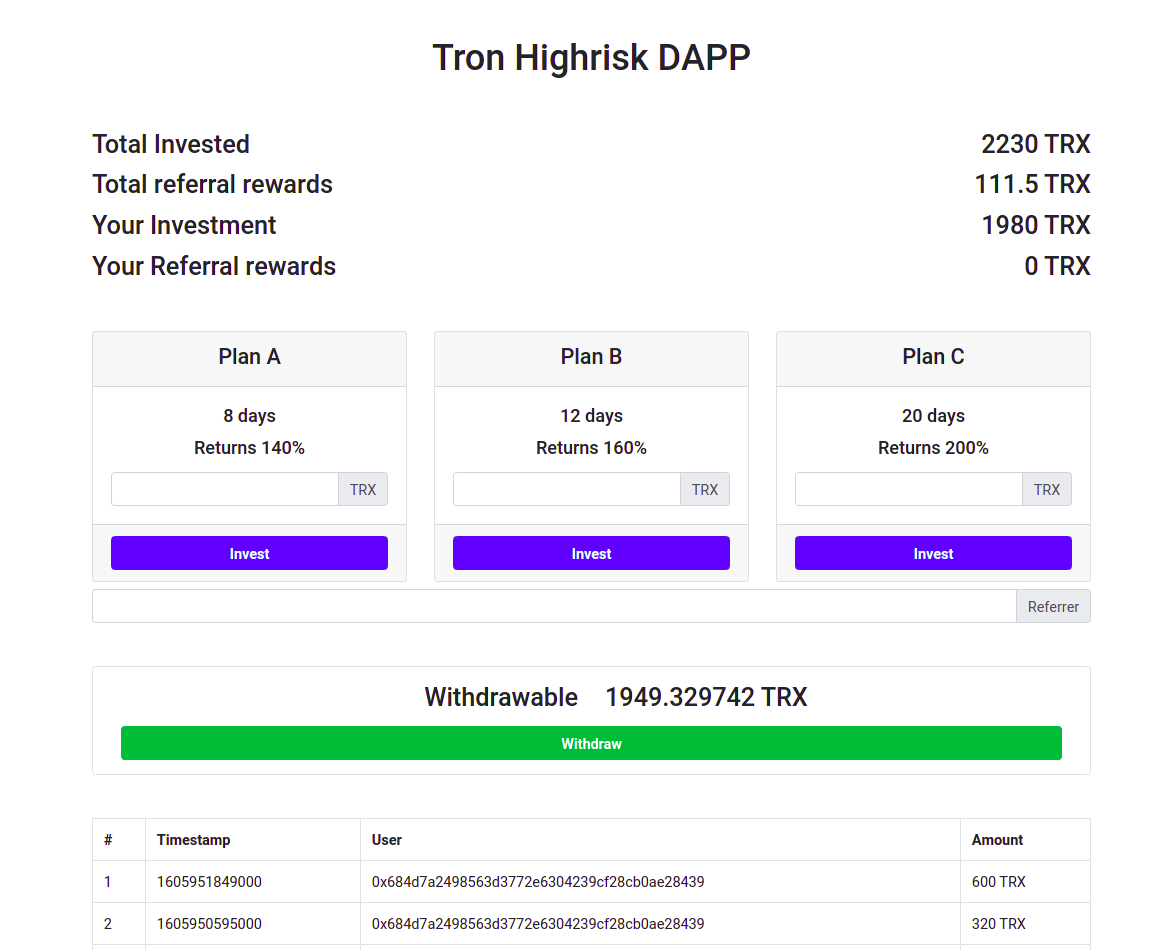 Tron Highrisk DAPP
Total Invested 2230 TRX
Total referral rewards 111.5 TRX
Your Investment 1980 TRX
Your Referral rewards 0 TRX
Plan A Plan B Plan C
8 days 12 days 20 days
Returns 140% Returns 160% Returns 200%
TRX TRX TRX
Invest Invest Invest
Referrer
Withdrawable 1949.329742 TRX
Withdraw
# Timestamp User Amount
1 1605951849000 0x684d7a2498563d3772e6304239cf28cb0ae28439 600 TRX
2 1605950595000 0x684d7a2498563d3772e6304239cf28cb0ae28439 320 TRX